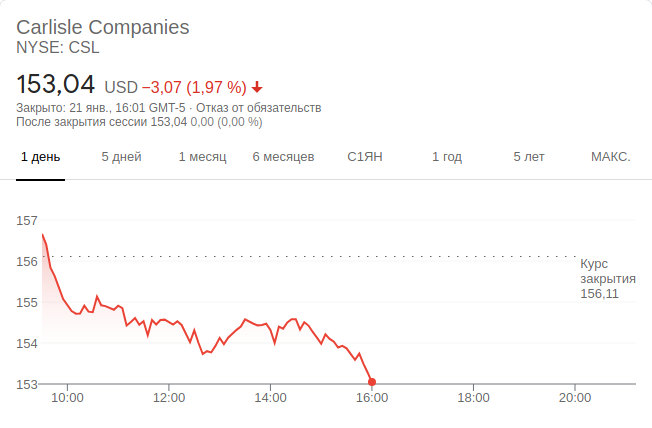 Carlisle Companies
NYSE: CSL
153,04 USD −3,07 (1,97 %)
Закрыто: 21 янв., 16:01 GMT-5 · Отказ от обязательств
После закрытия сессии 153,04 0,00 (0,00 %)
1 день 5 дней 1 месяц 6 месяцев С1ЯН 1 год 5 лет МАКС.
157
156
155
154
153
Курс
закрытия
156,11
10:00 12:00 14:00 16:00 18:00 20:00